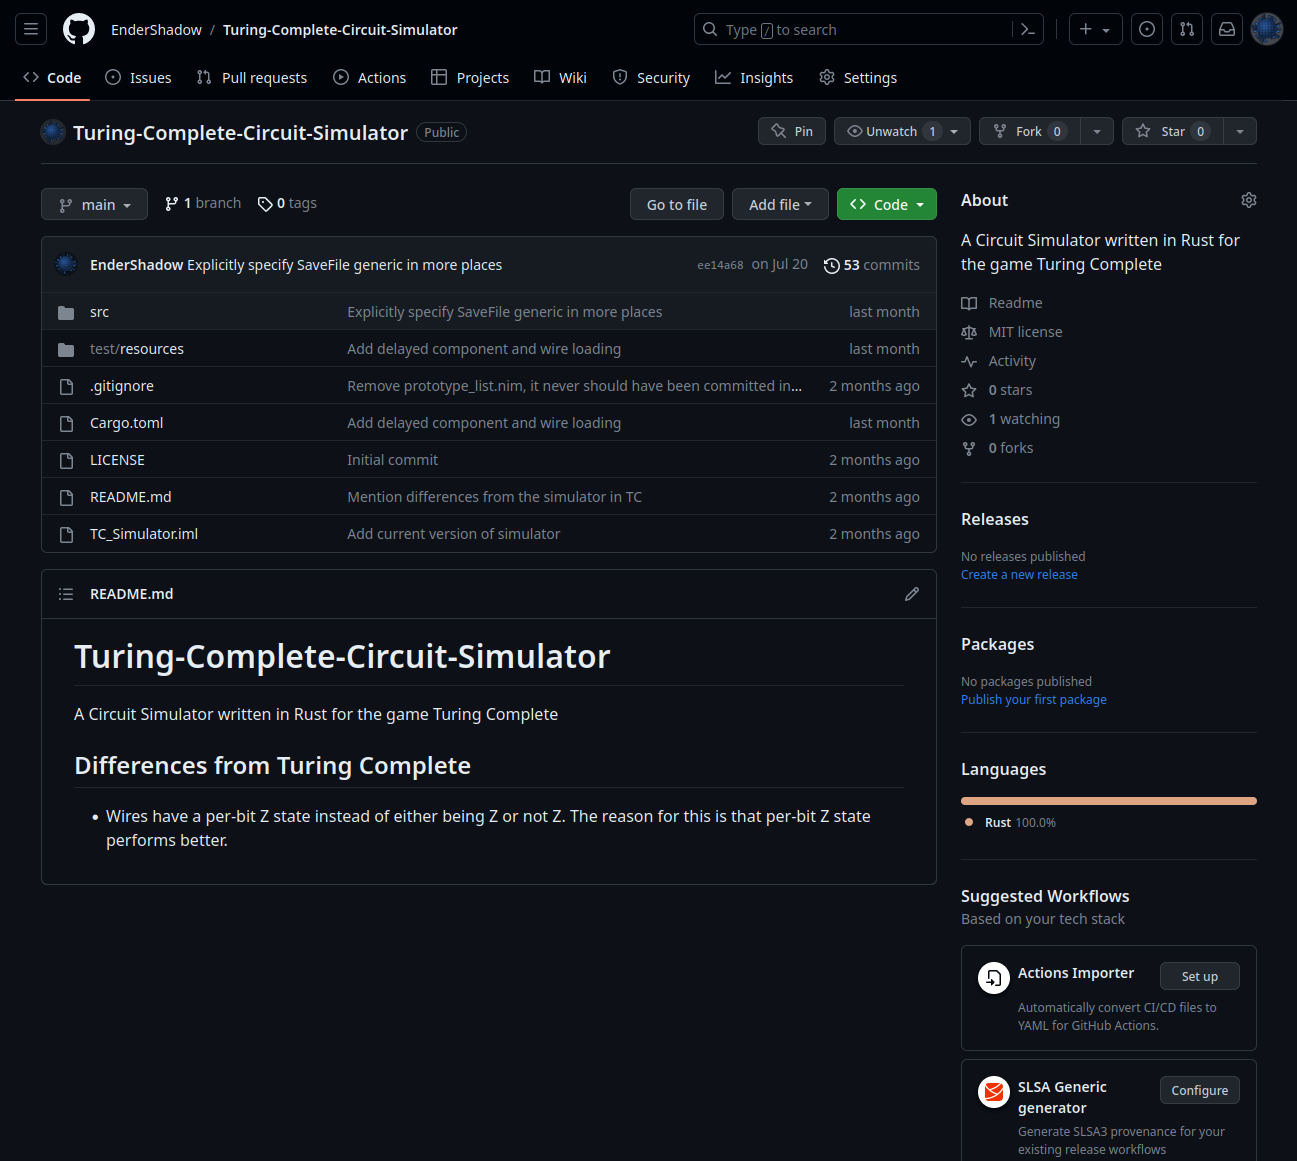 EnderShadow / Turing-Complete-Circuit-Simulator
Type / to search
Code Issues Pull requests Actions Projects Wiki Security Insights Settings
Turing-Complete-Circuit-Simulator Public
Pin Unwatch 1 Fork 0 Star 0
main 1 branch 0 tags Go to file Add file Code
EnderShadow Explicitly specify SaveFile generic in more places ee14a68 on Jul 20 53 commits
src Explicitly specify SaveFile generic in more places last month
test/resources Add delayed component and wire loading last month
.gitignore Remove prototype_list.nim, it never should have been committed in... 2 months ago
Cargo.toml Add delayed component and wire loading last month
LICENSE Initial commit 2 months ago
README.md Mention differences from the simulator in TC 2 months ago
TC_Simulator.iml Add current version of simulator 2 months ago
README.md
Turing-Complete-Circuit-Simulator
A Circuit Simulator written in Rust for the game Turing Complete
Differences from Turing Complete
• Wires have a per-bit Z state instead of either being Z or not Z. The reason for this is that per-bit Z state
performs better.
About
A Circuit Simulator written in Rust for
the game Turing Complete
Readme
MIT license
Activity
0 stars
1 watching
0 forks
Releases
No releases published
Create a new release
Packages
No packages published
Publish your first package
Languages
Rust 100.0%
Suggested Workflows
Based on your tech stack
Actions Importer Set up
Automatically convert CI/CD files to
YAML for GitHub Actions.
SLSA Generic
generator
Configure
Generate SLSA3 provenance for your
existing release workflows